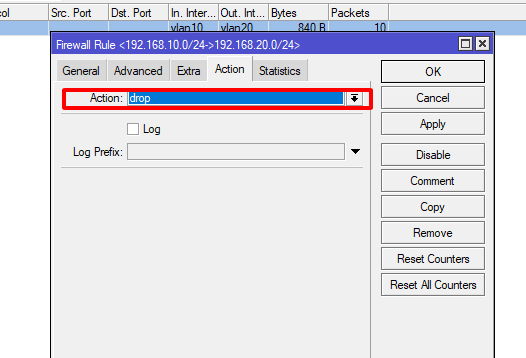 col Src. Port Dst. Port In. Inter... Out. Int... Bytes Packets
vlan10 vlan20 840 B 10
Firewall Rule <192.168.10.0/24->192.168.20.0/24>
General Advanced Extra Action Statistics
OK
Action: drop
Cancel
Log
Apply
Log Prefix:
Disable
Comment
Copy
Remove
Reset Counters
Reset All Counters